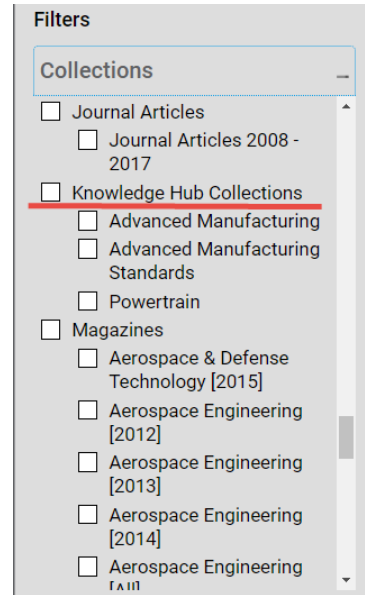 Filters
Collections
Journal Articles
Journal Articles 2008 -
2017
Knowledge Hub Collections
Advanced Manufacturing
Advanced Manufacturing
Standards
Powertrain
Magazines
Aerospace & Defense
Technology [2015]
Aerospace Engineering
[2012]
Aerospace Engineering
[2013]
Aerospace Engineering
[2014]
Aerospace Engineering
[All]